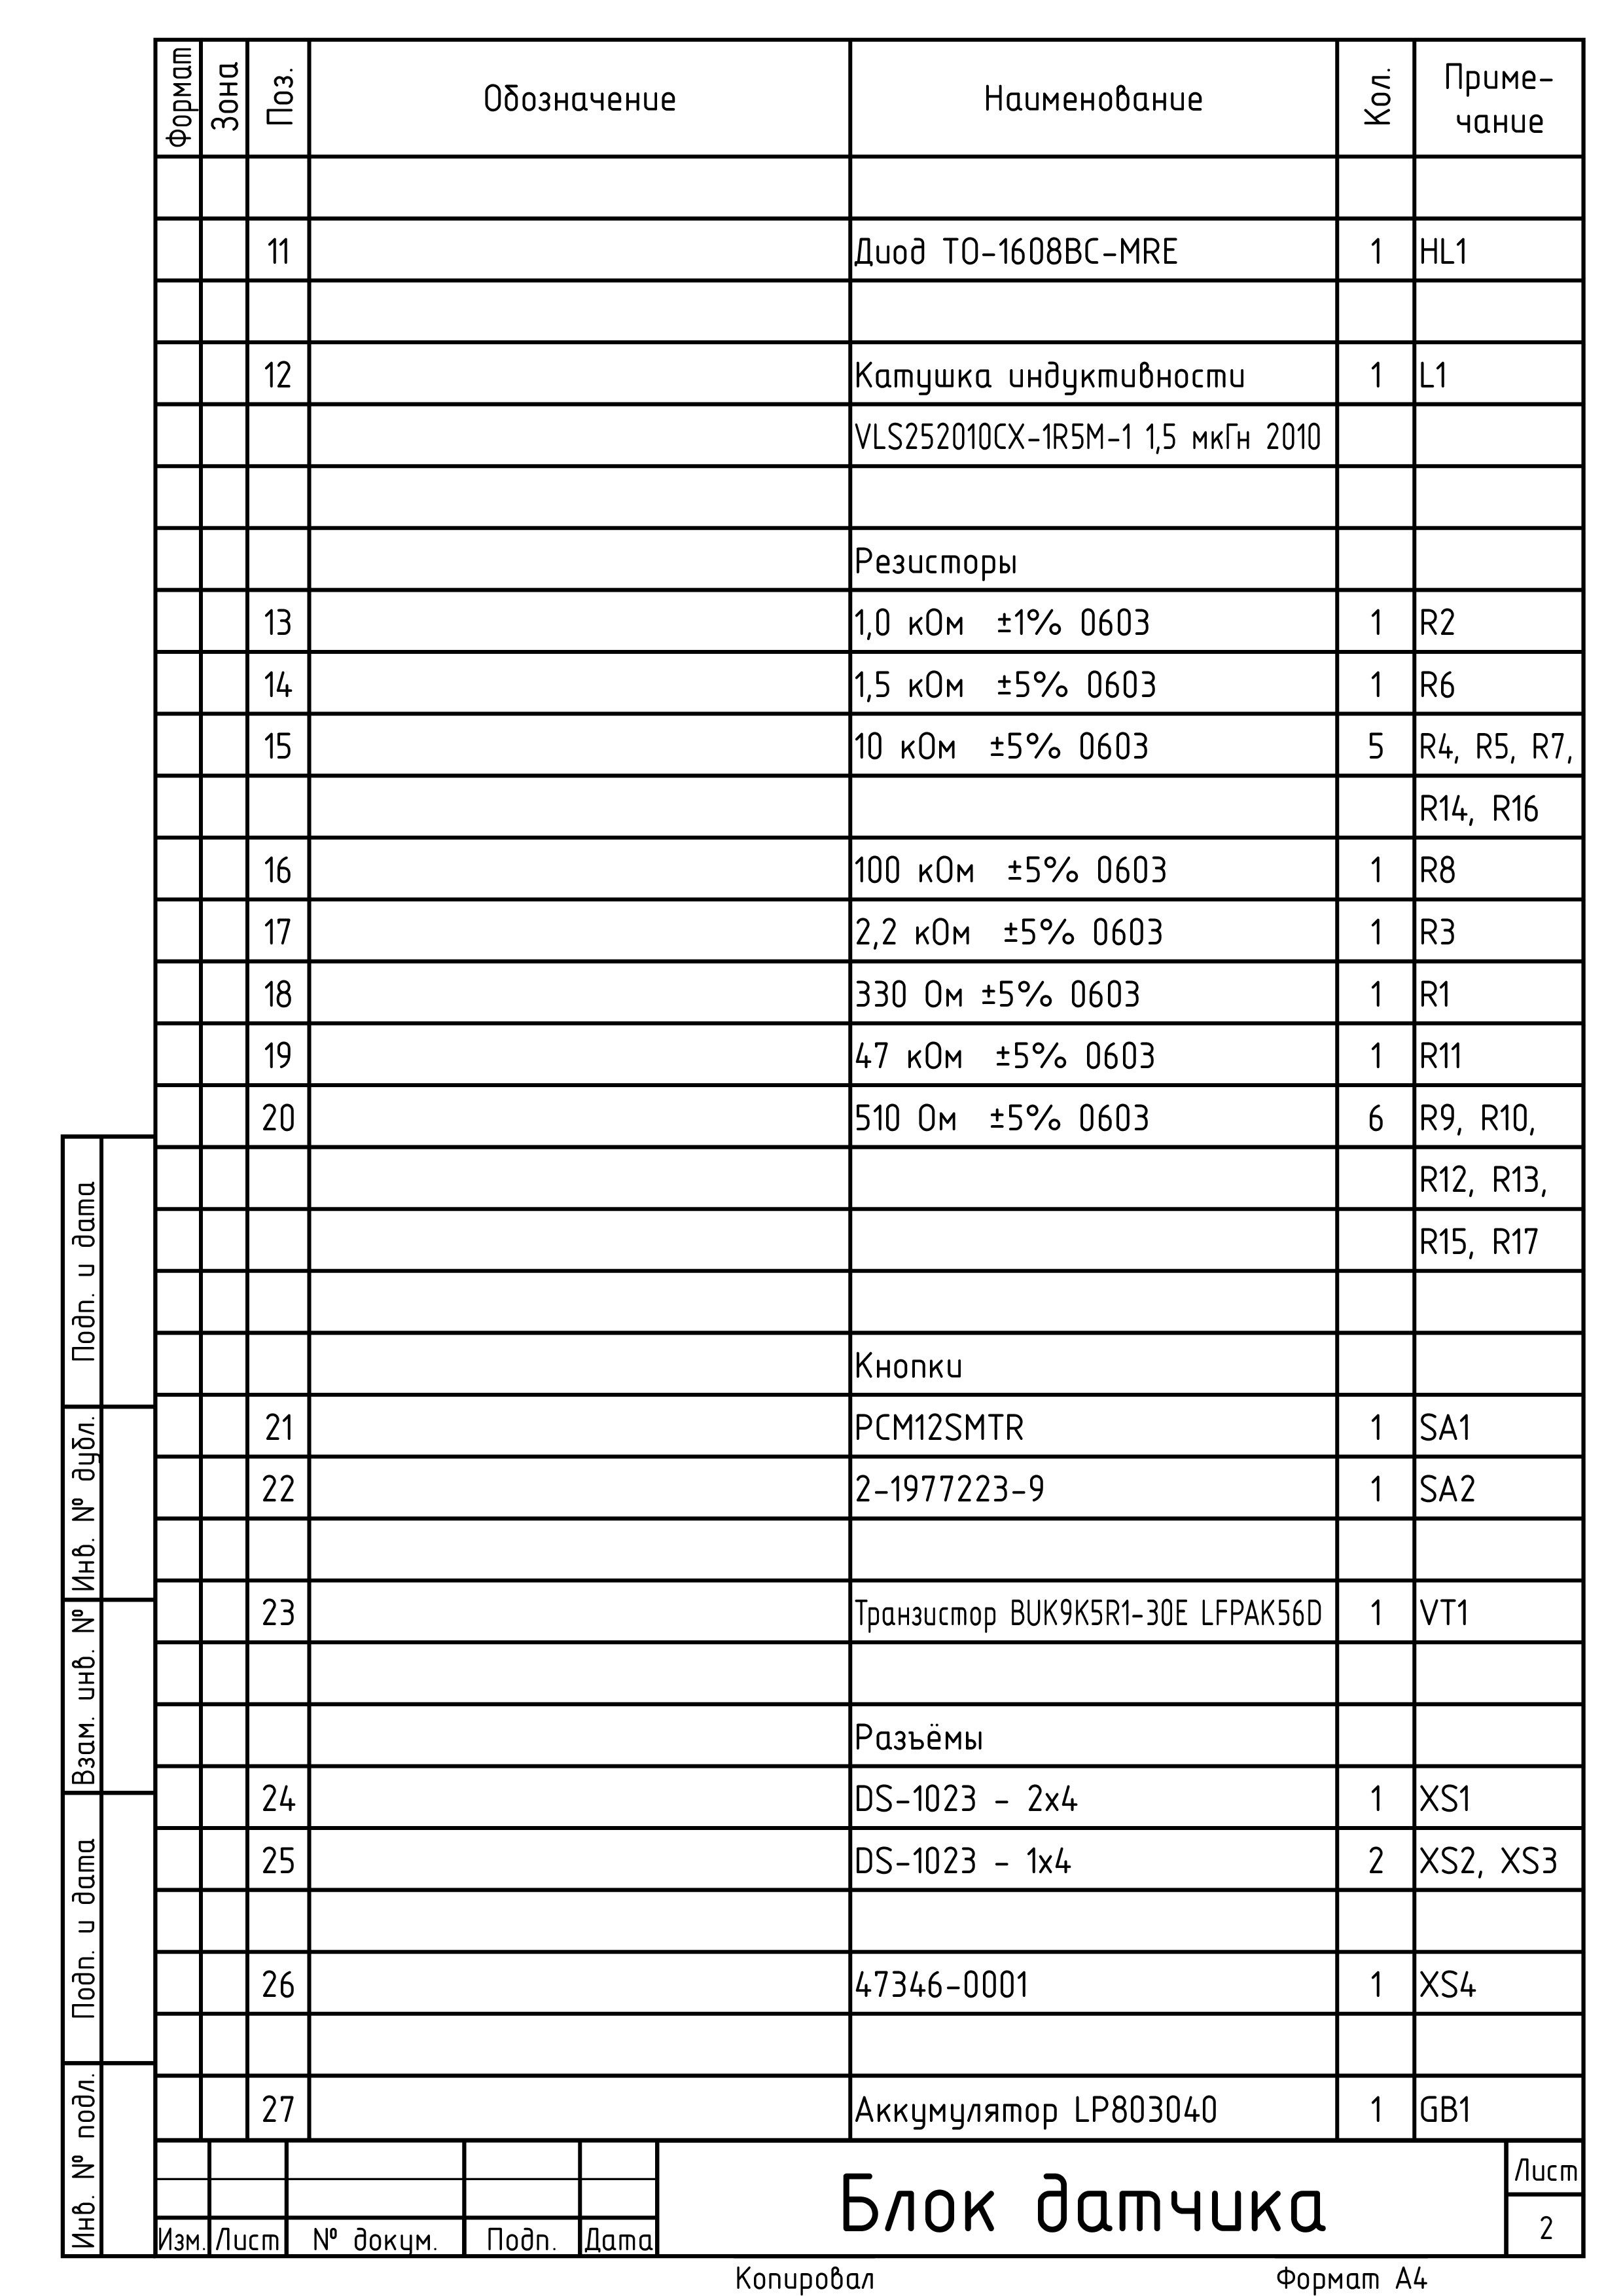 Формат Зона Поз. Обозначение Наименование Кол. Приме-
чание
11 Диод TO-1608BC-MRE 1 HL1
12 Катушка индуктивности 1 L1
VLS252010CX-1R5M-1 1,5 мкГн 2010
Резисторы
13 1,0 кОм ±1% 0603 1 R2
14 1,5 кОм ±5% 0603 1 R6
15 10 кОм ±5% 0603 5 R4, R5, R7,
R14, R16
16 100 кОм ±5% 0603 1 R8
17 2,2 кОм ±5% 0603 1 R3
18 330 Ом ±5% 0603 1 R1
19 47 кОм ±5% 0603 1 R11
20 510 Ом ±5% 0603 6 R9, R10,
R12, R13,
R15, R17
Кнопки
21 PCM12SMTR 1 SA1
22 2-1977223-9 1 SA2
23 Транзистор BUK9K5R1-30E LFPAK56D 1 VT1
Разъёмы
24 DS-1023 - 2x4 1 XS1
25 DS-1023 - 1x4 2 XS2, XS3
26 47346-0001 1 XS4
27 Аккумулятор LP803040 1 GB1
Подп. и дата
Инв. № дубл.
Взам. инв. №
Подп. и дата
Инв. № подл.
Изм. Лист № докум. Подп. Дата
Блок датчика
Лист
2
Копировал Формат А4